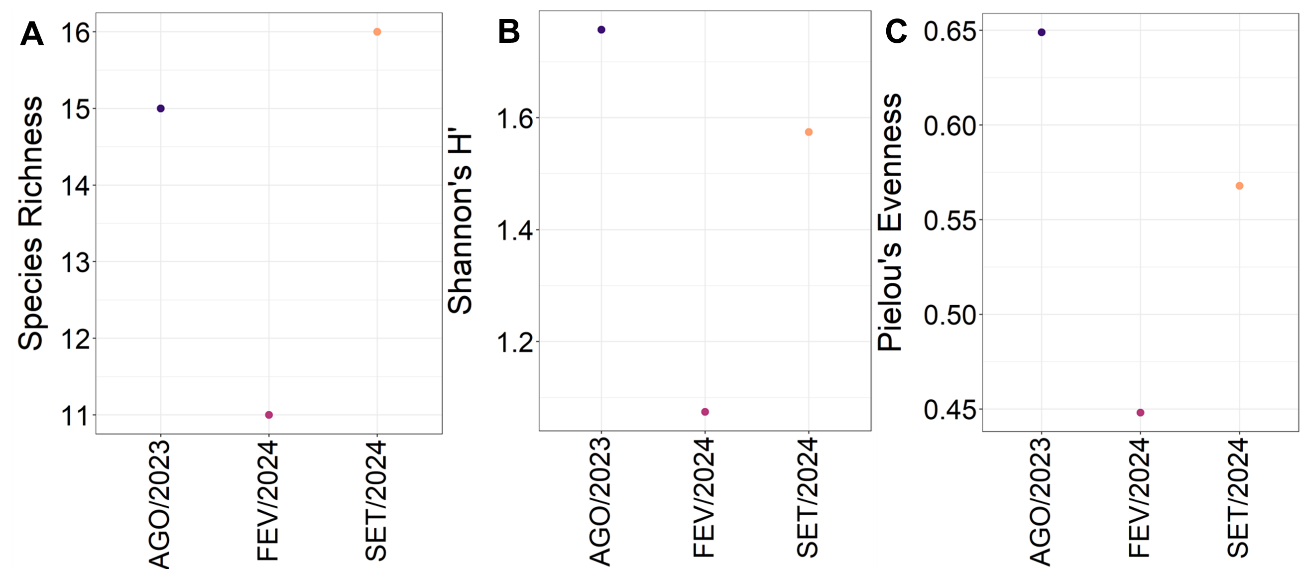 A
Species Richness
16
15
14
13
12
11
AGO/2023
FEV/2024
SET/2024
B
Shannon's H'
1.6
1.4
1.2
AGO/2023
FEV/2024
SET/2024
C
Pielou's Evenness
0.65
0.60
0.55
0.50
0.45
AGO/2023
FEV/2024
SET/2024